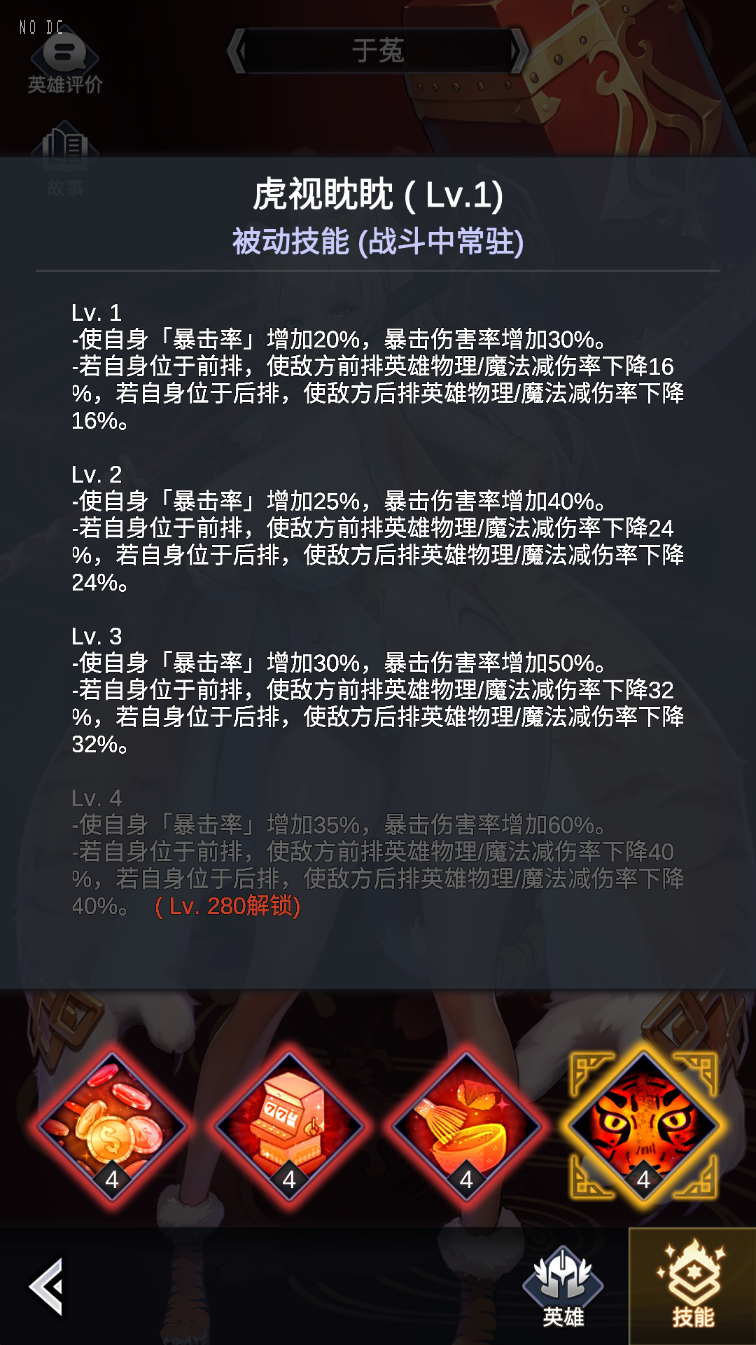 NO DC
于菟
英雄评价
故事
虎视眈眈 ( Lv.1)
被动技能 (战斗中常驻)
Lv. 1
-使自身「暴击率」增加20%，暴击伤害率增加30%。
-若自身位于前排，使敌方前排英雄物理/魔法减伤率下降16
%，若自身位于后排，使敌方后排英雄物理/魔法减伤率下降
16%。
Lv. 2
-使自身「暴击率」增加25%，暴击伤害率增加40%。
-若自身位于前排，使敌方前排英雄物理/魔法减伤率下降24
%，若自身位于后排，使敌方后排英雄物理/魔法减伤率下降
24%。
Lv. 3
-使自身「暴击率」增加30%，暴击伤害率增加50%。
-若自身位于前排，使敌方前排英雄物理/魔法减伤率下降32
%，若自身位于后排，使敌方后排英雄物理/魔法减伤率下降
32%。
Lv. 4
-使自身「暴击率」增加35%，暴击伤害率增加60%。
-若自身位于前排，使敌方前排英雄物理/魔法减伤率下降40
%，若自身位于后排，使敌方后排英雄物理/魔法减伤率下降
40%。 ( Lv. 280解锁)
777
4
4
4
4
英雄
技能